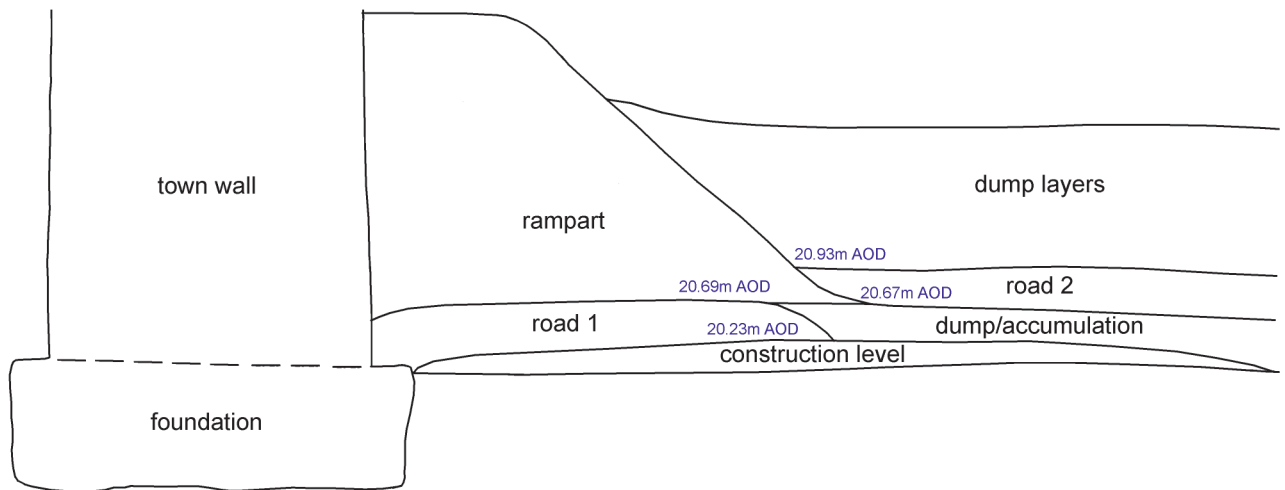 town wall
dump layers
rampart
20.93m AOD
20.69m AOD
20.67m AOD
road 2
road 1
20.23m AOD
dump/accumulation
construction level
foundation